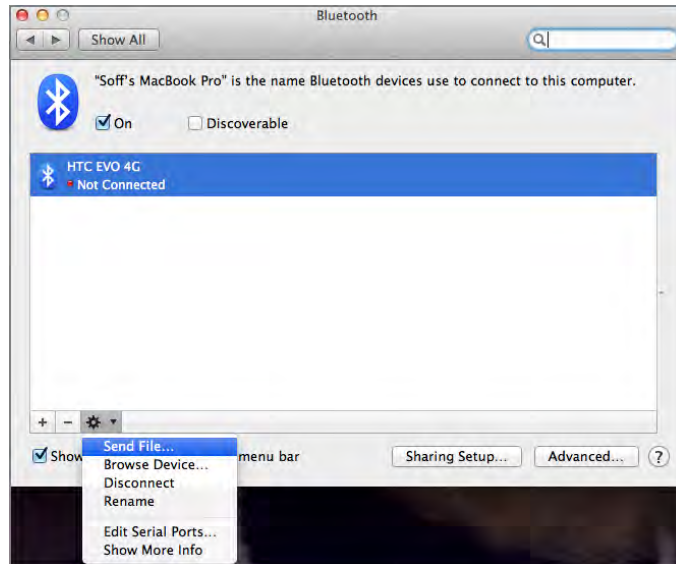 Bluetooth
Show All
"Soff's MacBook Pro" is the name Bluetooth devices use to connect to this computer.
On Discoverable
HTC EVO 4G
Not Connected
+ -
Send File...
Show menu bar Sharing Setup... Advanced... ?
Browse Device...
Disconnect
Rename
Edit Serial Ports...
Show More Info